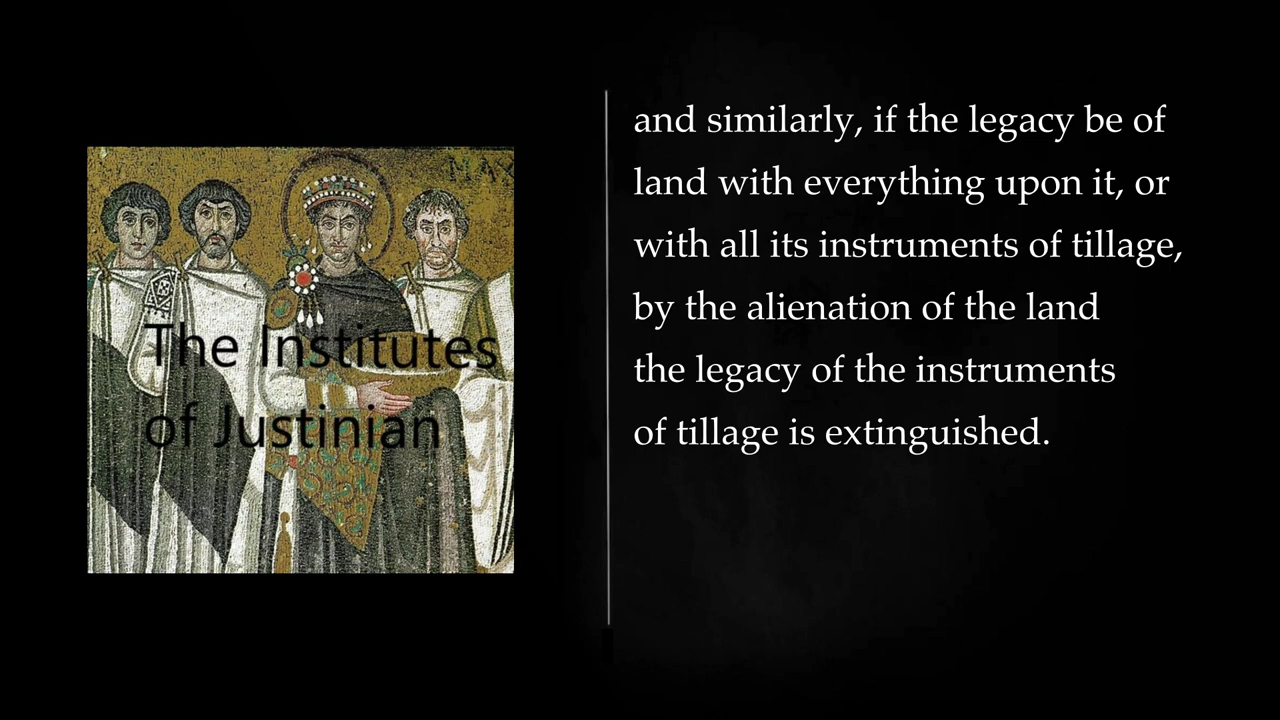 MAX
The Institutes
of Justinian
and similarly, if the legacy be of
land with everything upon it, or
with all its instruments of tillage,
by the alienation of the land
the legacy of the instruments
of tillage is extinguished.